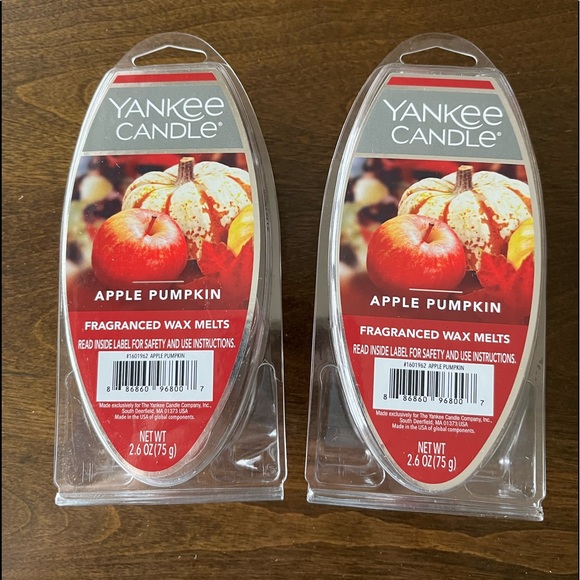 YANKEE
CANDLE®
APPLE PUMPKIN
FRAGRANCED WAX MELTS
READ INSIDE LABEL FOR SAFETY AND USE INSTRUCTIONS.
#1601962 APPLE PUMPKIN
8 86860 96800 7
Made exclusively for The Yankee Candle Company, Inc.,
South Deerfield, MA 01373 USA
Made in the USA of global components.
NET WT
2.6 OZ (75 g)
YANKEE
CANDLE®
APPLE PUMPKIN
FRAGRANCED WAX MELTS
READ INSIDE LABEL FOR SAFETY AND USE INSTRUCTIONS.
#1601962 APPLE PUMPKIN
8 86860 96800 7
Made exclusively for The Yankee Candle Company, Inc.,
South Deerfield, MA 01373 USA
Made in the USA of global components.
NET WT
2.6 OZ (75 g)